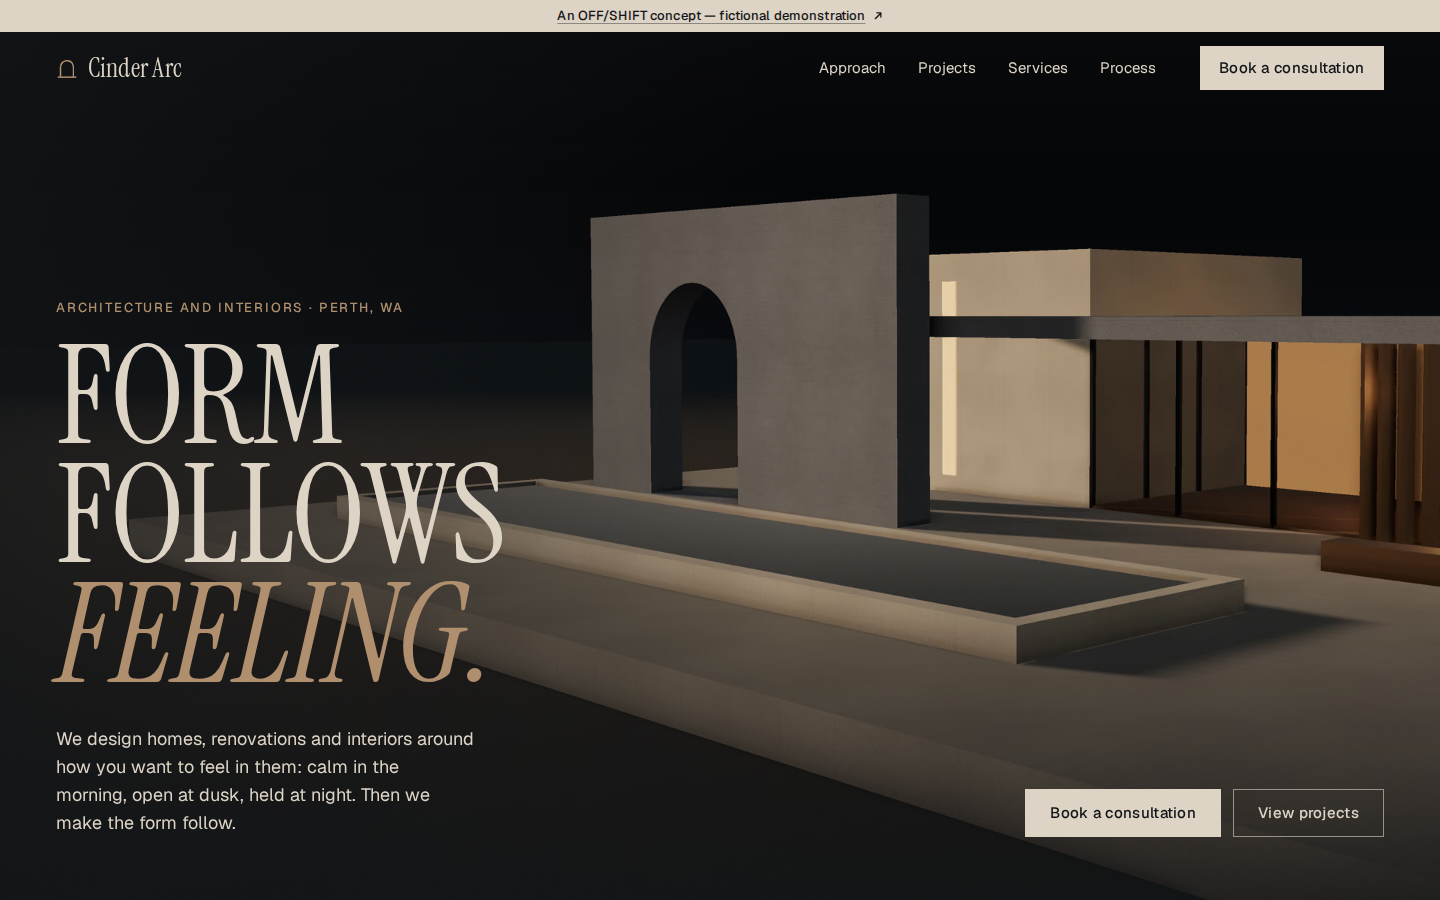 An OFF/SHIFT concept — fictional demonstration ↗
Cinder Arc
Approach
Projects
Services
Process
Book a consultation
ARCHITECTURE AND INTERIORS · PERTH, WA
FORM
FOLLOWS
FEELING.
We design homes, renovations and interiors around
how you want to feel in them: calm in the
morning, open at dusk, held at night. Then we
make the form follow.
Book a consultation
View projects